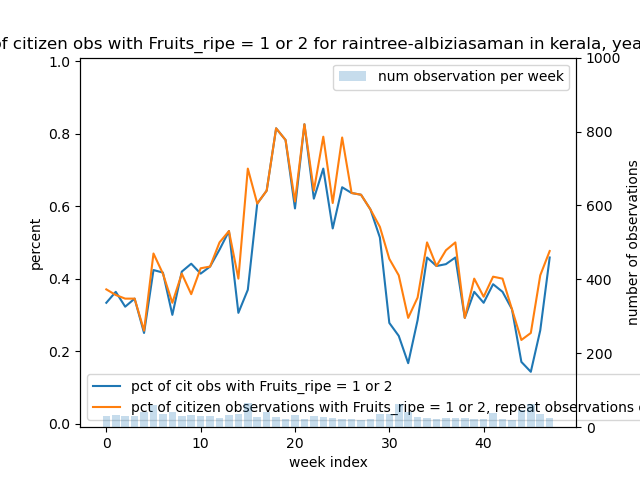 of citizen obs with Fruits_ripe = 1 or 2 for raintree-albiziasaman in kerala, yea
num observation per week
1.0
0.8
0.6
0.4
0.2
0.0
percent
1000
800
600
400
200
0
number of observations
pct of cit obs with Fruits_ripe = 1 or 2
pct of citizen observations with Fruits_ripe = 1 or 2, repeat observations
0 10 20 30 40
week index